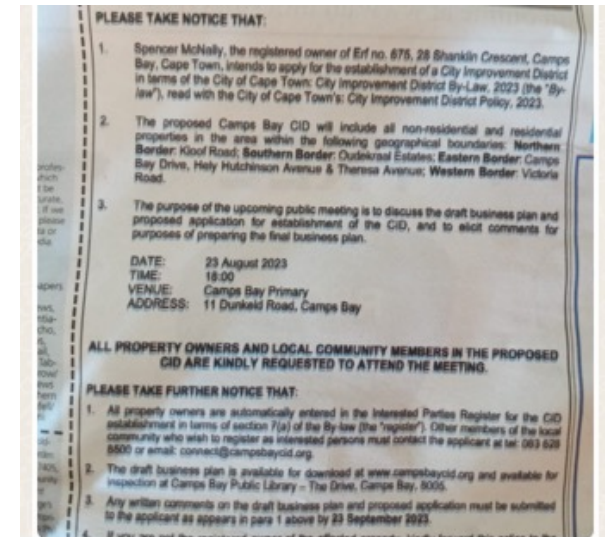 PLEASE TAKE NOTICE THAT:
1. Spencer McNally, the registered owner of Erf no. 676, 28 Shanklin Crescent, Camps
Bay, Cape Town, intends to apply for the establishment of a City Improvement District
in terms of the City of Cape Town: City Improvement District By-Law, 2023 (the "By-
law"), read with the City of Cape Town's: City Improvement District Policy, 2023.
2. The proposed Camps Bay CID will include all non-residential and residential
properties in the area within the following geographical boundaries: Northern
Border: Kloof Road; Southern Border: Oudekraal Estates; Eastern Border: Camps
Bay Drive, Hely Hutchinson Avenue & Theresa Avenue; Western Border: Victoria
Road.
3. The purpose of the upcoming public meeting is to discuss the draft business plan and
proposed application for establishment of the CID, and to elicit comments for
purposes of preparing the final business plan.
DATE: 23 August 2023
TIME: 18:00
VENUE: Camps Bay Primary
ADDRESS: 11 Dunkeld Road, Camps Bay
ALL PROPERTY OWNERS AND LOCAL COMMUNITY MEMBERS IN THE PROPOSED
CID ARE KINDLY REQUESTED TO ATTEND THE MEETING.
PLEASE TAKE FURTHER NOTICE THAT:
1. All property owners are automatically entered in the Interested Parties Register for the CID
establishment in terms of section 7(a) of the By-law (the "register"). Other members of the local
community who wish to register as interested persons must contact the applicant at tel: 083 628
5500 or email: connect@campsbaycid.org.
2. The draft business plan is available for download at www.campsbaycid.org and available for
inspection at Camps Bay Public Library – The Drive, Camps Bay, 8005.
3. Any written comments on the draft business plan and proposed application must be submitted
to the applicant as appears in para 1 above by 23 September 2023.